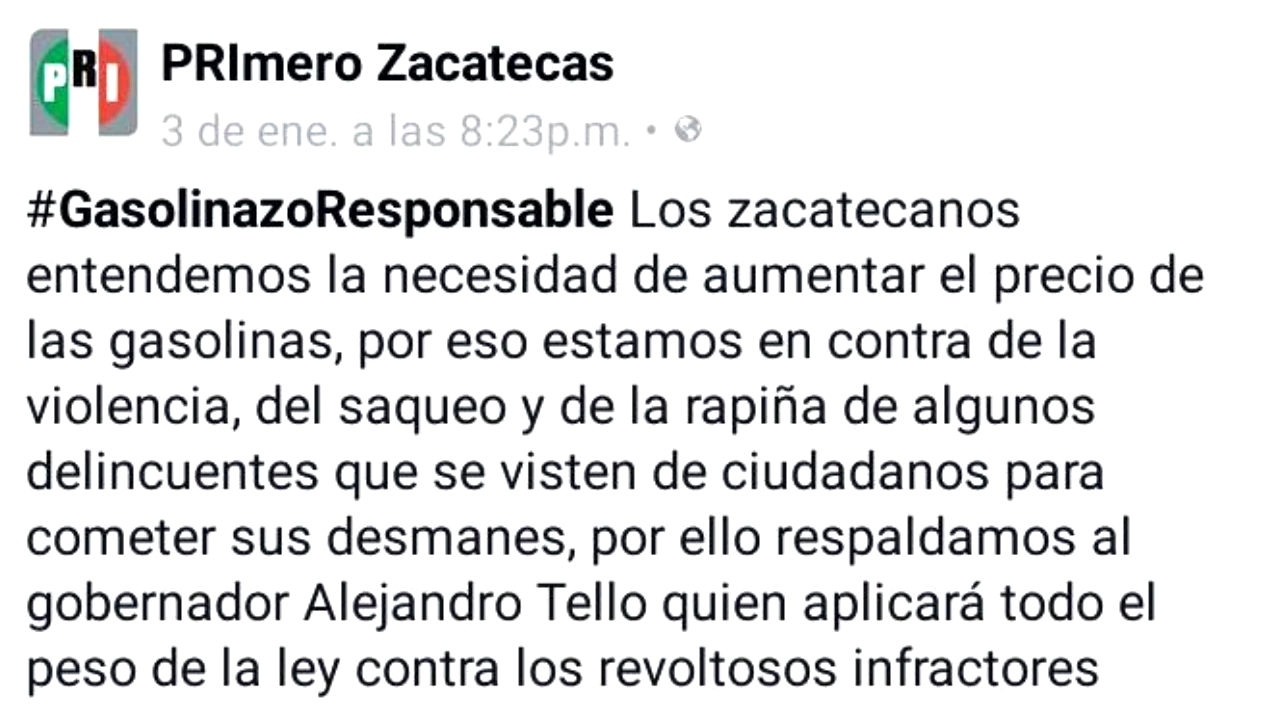 PRI
PRImero Zacatecas
3 de ene. a las 8:23p.m. •
#GasolinazoResponsable Los zacatecanos
entendemos la necesidad de aumentar el precio de
las gasolinas, por eso estamos en contra de la
violencia, del saqueo y de la rapiña de algunos
delincuentes que se visten de ciudadanos para
cometer sus desmanes, por ello respaldamos al
gobernador Alejandro Tello quien aplicará todo el
peso de la ley contra los revoltosos infractores